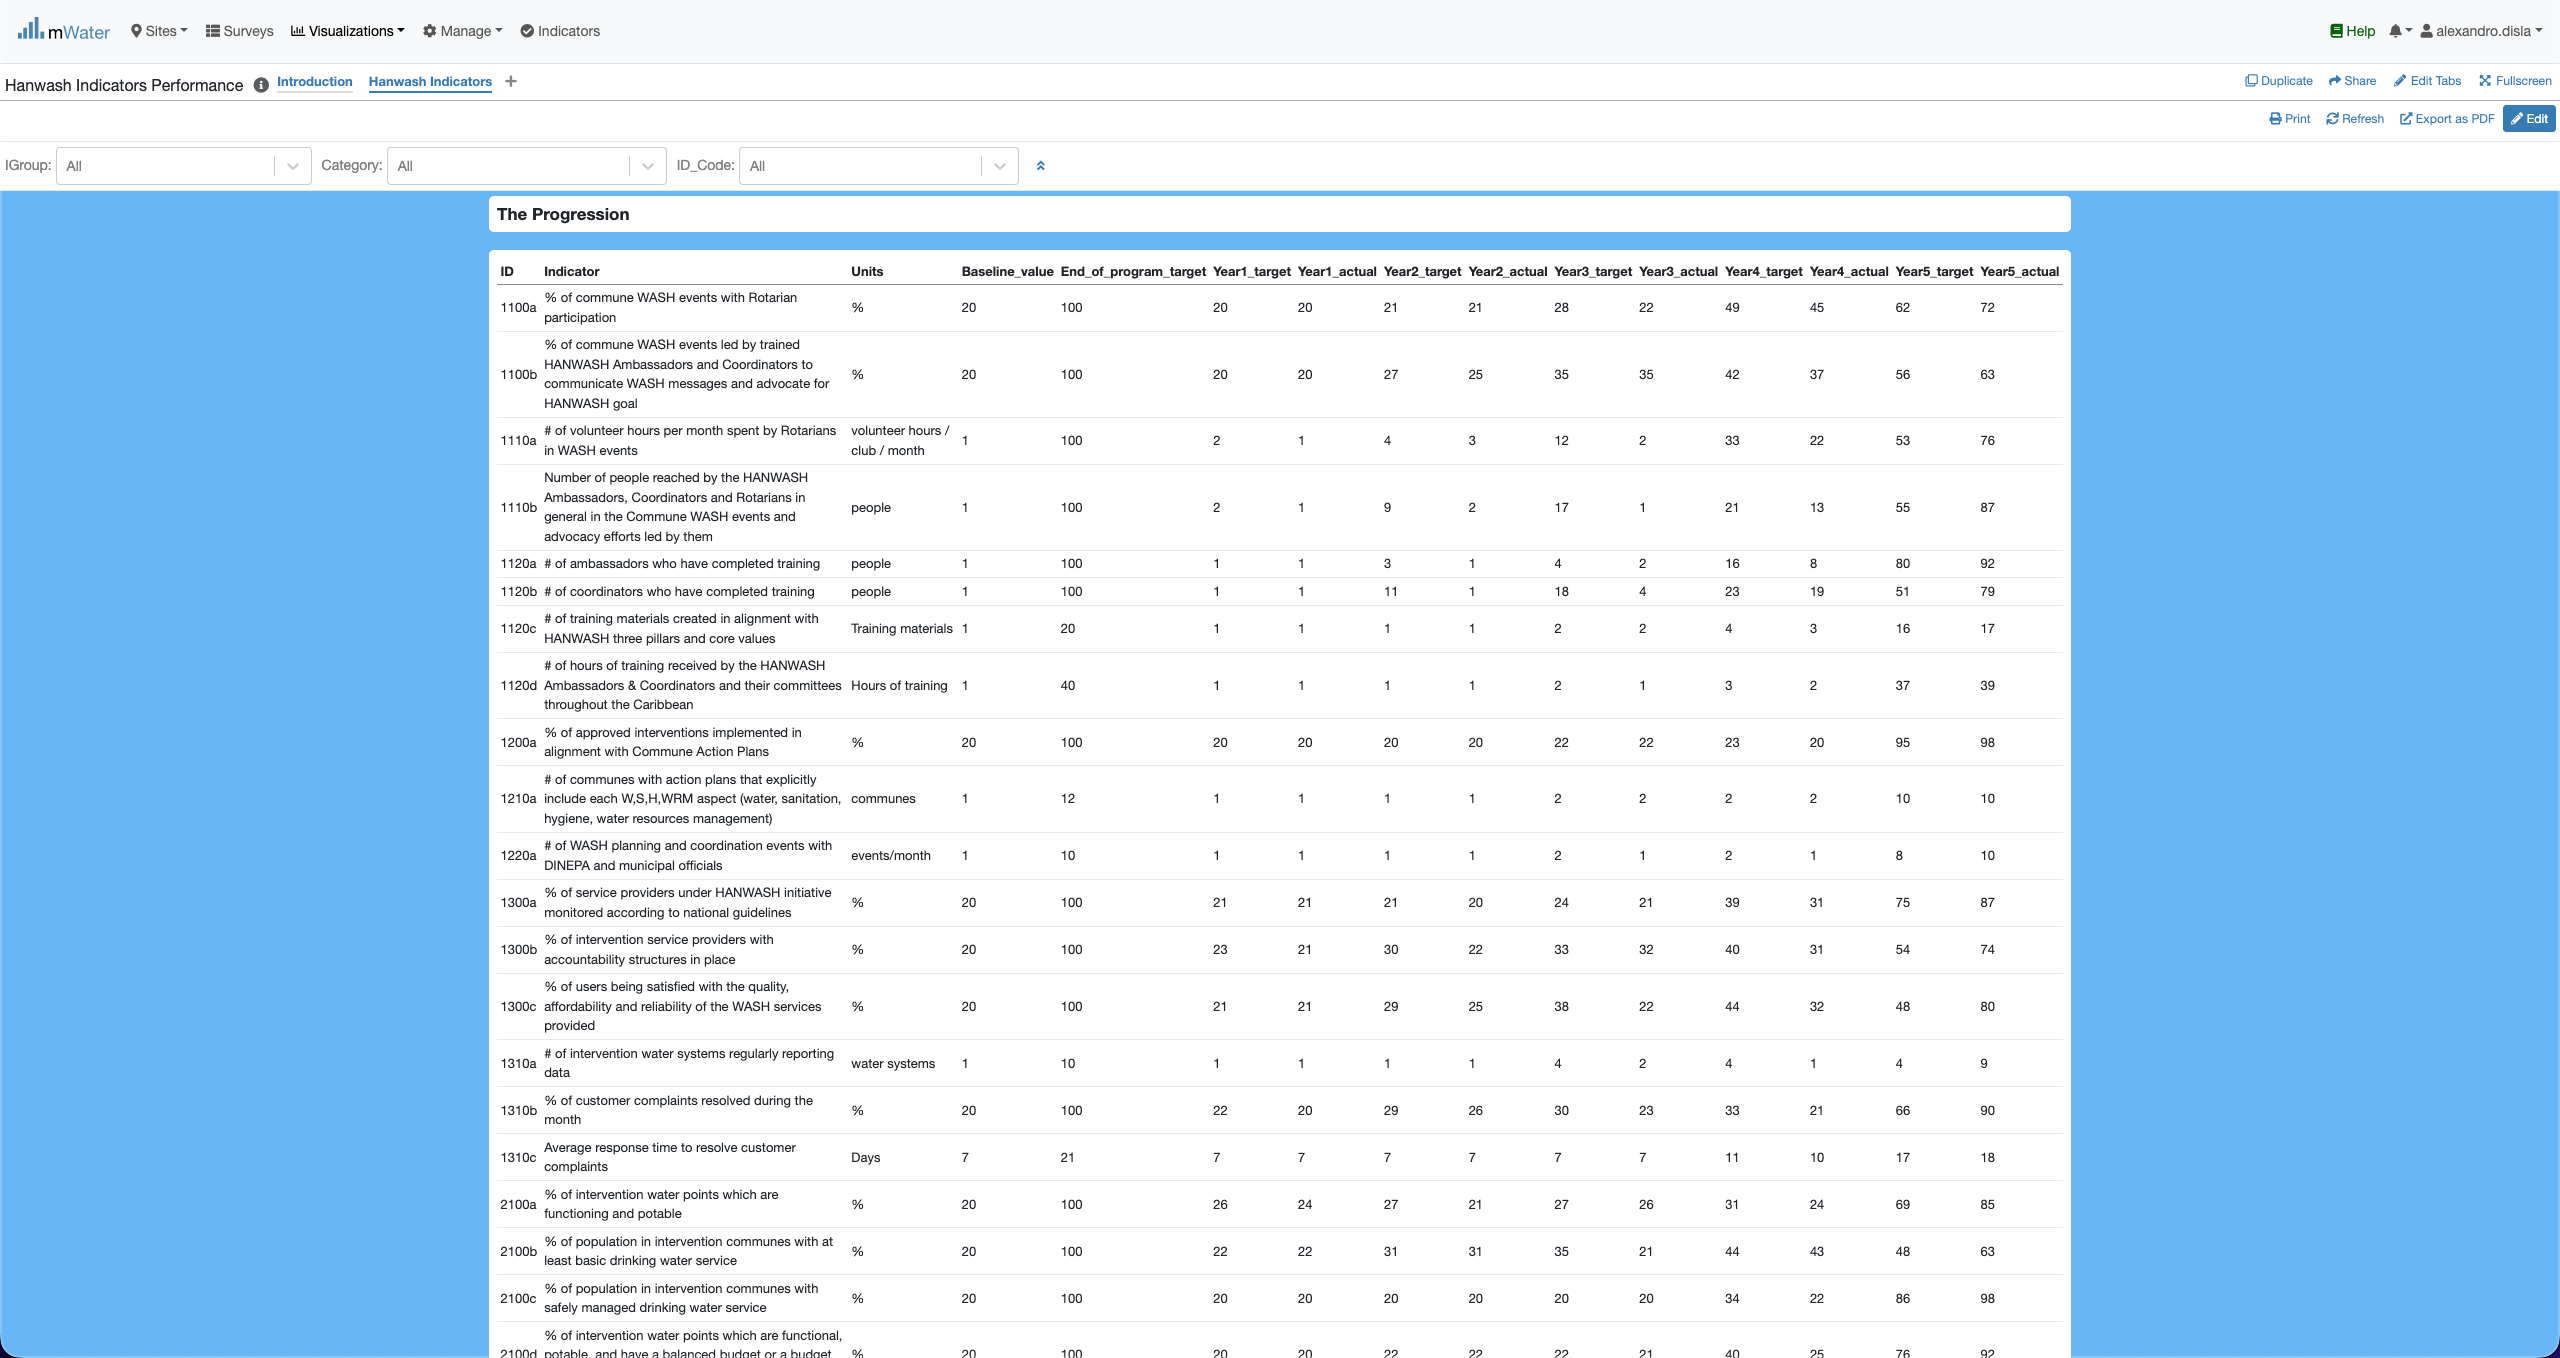 mWater Sites Surveys Visualizations Manage Indicators Help alexandro.disla
Hanwash Indicators Performance Introduction Hanwash Indicators + Duplicate Share Edit Tabs Fullscreen
Print Refresh Export as PDF Edit
IGroup: All Category: All ID_Code: All
The Progression
ID Indicator Units Baseline_value End_of_program_target Year1_target Year1_actual Year2_target Year2_actual Year3_target Year3_actual Year4_target Year4_actual Year5_target Year5_actual
% of commune WASH events with Rotarian
1100a % 20 100 20 20 21 21 28 22 49 45 62 72
participation
% of commune WASH events led by trained
HANWASH Ambassadors and Coordinators to
1100b % 20 100 20 20 27 25 35 35 42 37 56 63
communicate WASH messages and advocate for
HANWASH goal
# of volunteer hours per month spent by Rotarians volunteer hours /
1110a 1 100 2 1 4 3 12 2 33 22 53 76
in WASH events club / month
Number of people reached by the HANWASH
Ambassadors, Coordinators and Rotarians in
1110b people 1 100 2 1 9 2 17 1 21 13 55 87
general in the Commune WASH events and
advocacy efforts led by them
1120a # of ambassadors who have completed training people 1 100 1 1 3 1 4 2 16 8 80 92
1120b # of coordinators who have completed training people 1 100 1 1 11 1 18 4 23 19 51 79
# of training materials created in alignment with
1120c Training materials 1 20 1 1 1 1 2 2 4 3 16 17
HANWASH three pillars and core values
# of hours of training received by the HANWASH
1120d Ambassadors & Coordinators and their committees Hours of training 1 40 1 1 1 1 2 1 3 2 37 39
throughout the Caribbean
% of approved interventions implemented in
1200a % 20 100 20 20 20 20 22 22 23 20 95 98
alignment with Commune Action Plans
# of communes with action plans that explicitly
1210a include each W,S,H,WRM aspect (water, sanitation, communes 1 12 1 1 1 1 2 2 2 2 10 10
hygiene, water resources management)
# of WASH planning and coordination events with
1220a events/month 1 10 1 1 1 1 2 1 2 1 8 10
DINEPA and municipal officials
% of service providers under HANWASH initiative
1300a % 20 100 21 21 21 20 24 21 39 31 75 87
monitored according to national guidelines
% of intervention service providers with
1300b % 20 100 23 21 30 22 33 32 40 31 54 74
accountability structures in place
% of users being satisfied with the quality,
1300c affordability and reliability of the WASH services % 20 100 21 21 29 25 38 22 44 32 48 80
provided
# of intervention water systems regularly reporting
1310a water systems 1 10 1 1 1 1 4 2 4 1 4 9
data
% of customer complaints resolved during the
1310b % 20 100 22 20 29 26 30 23 33 21 66 90
month
Average response time to resolve customer
1310c Days 7 21 7 7 7 7 7 7 11 10 17 18
complaints
% of intervention water points which are
2100a % 20 100 26 24 27 21 27 26 31 24 69 85
functioning and potable
% of population in intervention communes with at
2100b % 20 100 22 22 31 31 35 21 44 43 48 63
least basic drinking water service
% of population in intervention communes with
2100c % 20 100 20 20 20 20 20 20 34 22 86 98
safely managed drinking water service
% of intervention water points which are functional,
2100d potable, and have a balanced budget or a budget % 20 100 20 20 22 22 22 21 40 25 76 92